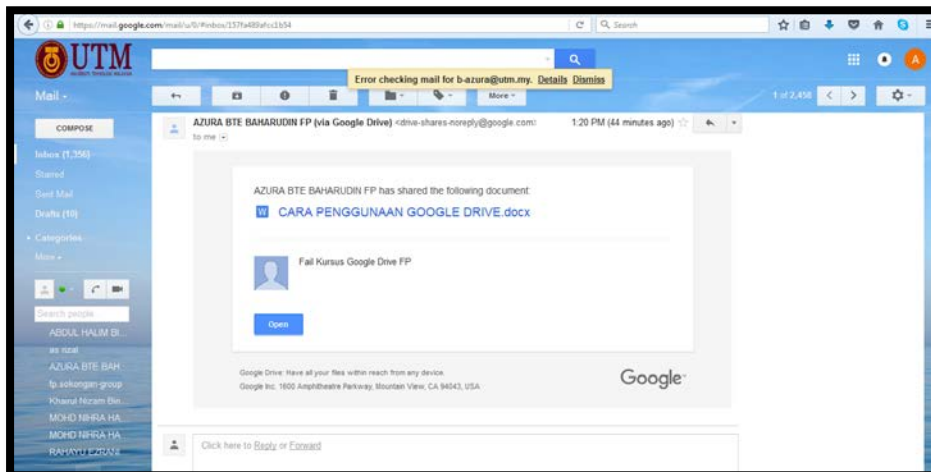 https://mail.google.com/mail/u/0/#inbox/157fa489afcc1b54
Search
UTM
UNIVERSITI TEKNOLOGI MALAYSIA
Error checking mail for b-azura@utm.my. Details Dismiss
Mail
More
1 of 2,458
COMPOSE
Inbox (1,356)
Starred
Sent Mail
Drafts (10)
Categories
More
Search people
ABDUL HALIM BI...
as rizal
AZURA BTE BAH
fp.sokongan-group
Khairul Nizam Bin...
MOHD NIHRA HA
MOHD NIHRA HA
RAHAYU EZRANI
A
AZURA BTE BAHARUDIN FP (via Google Drive) <drive-shares-noreply@google.com>
1:20 PM (44 minutes ago)
to me
AZURA BTE BAHARUDIN FP has shared the following document:
W CARA PENGGUNAAN GOOGLE DRIVE.docx
Fail Kursus Google Drive FP
Open
Google Drive: Have all your files within reach from any device.
Google Inc. 1600 Amphitheatre Parkway, Mountain View, CA 94043, USA
Google
Click here to Reply or Forward